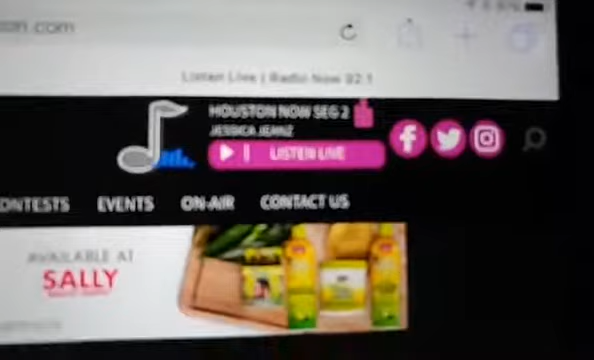 Listen Live | Radio Now 92.1
HOUSTON NOW SEG 2
JESSICA JEANZ
LISTEN LIVE
EVENTS ON-AIR CONTACT US
AVAILABLE AT
SALLY